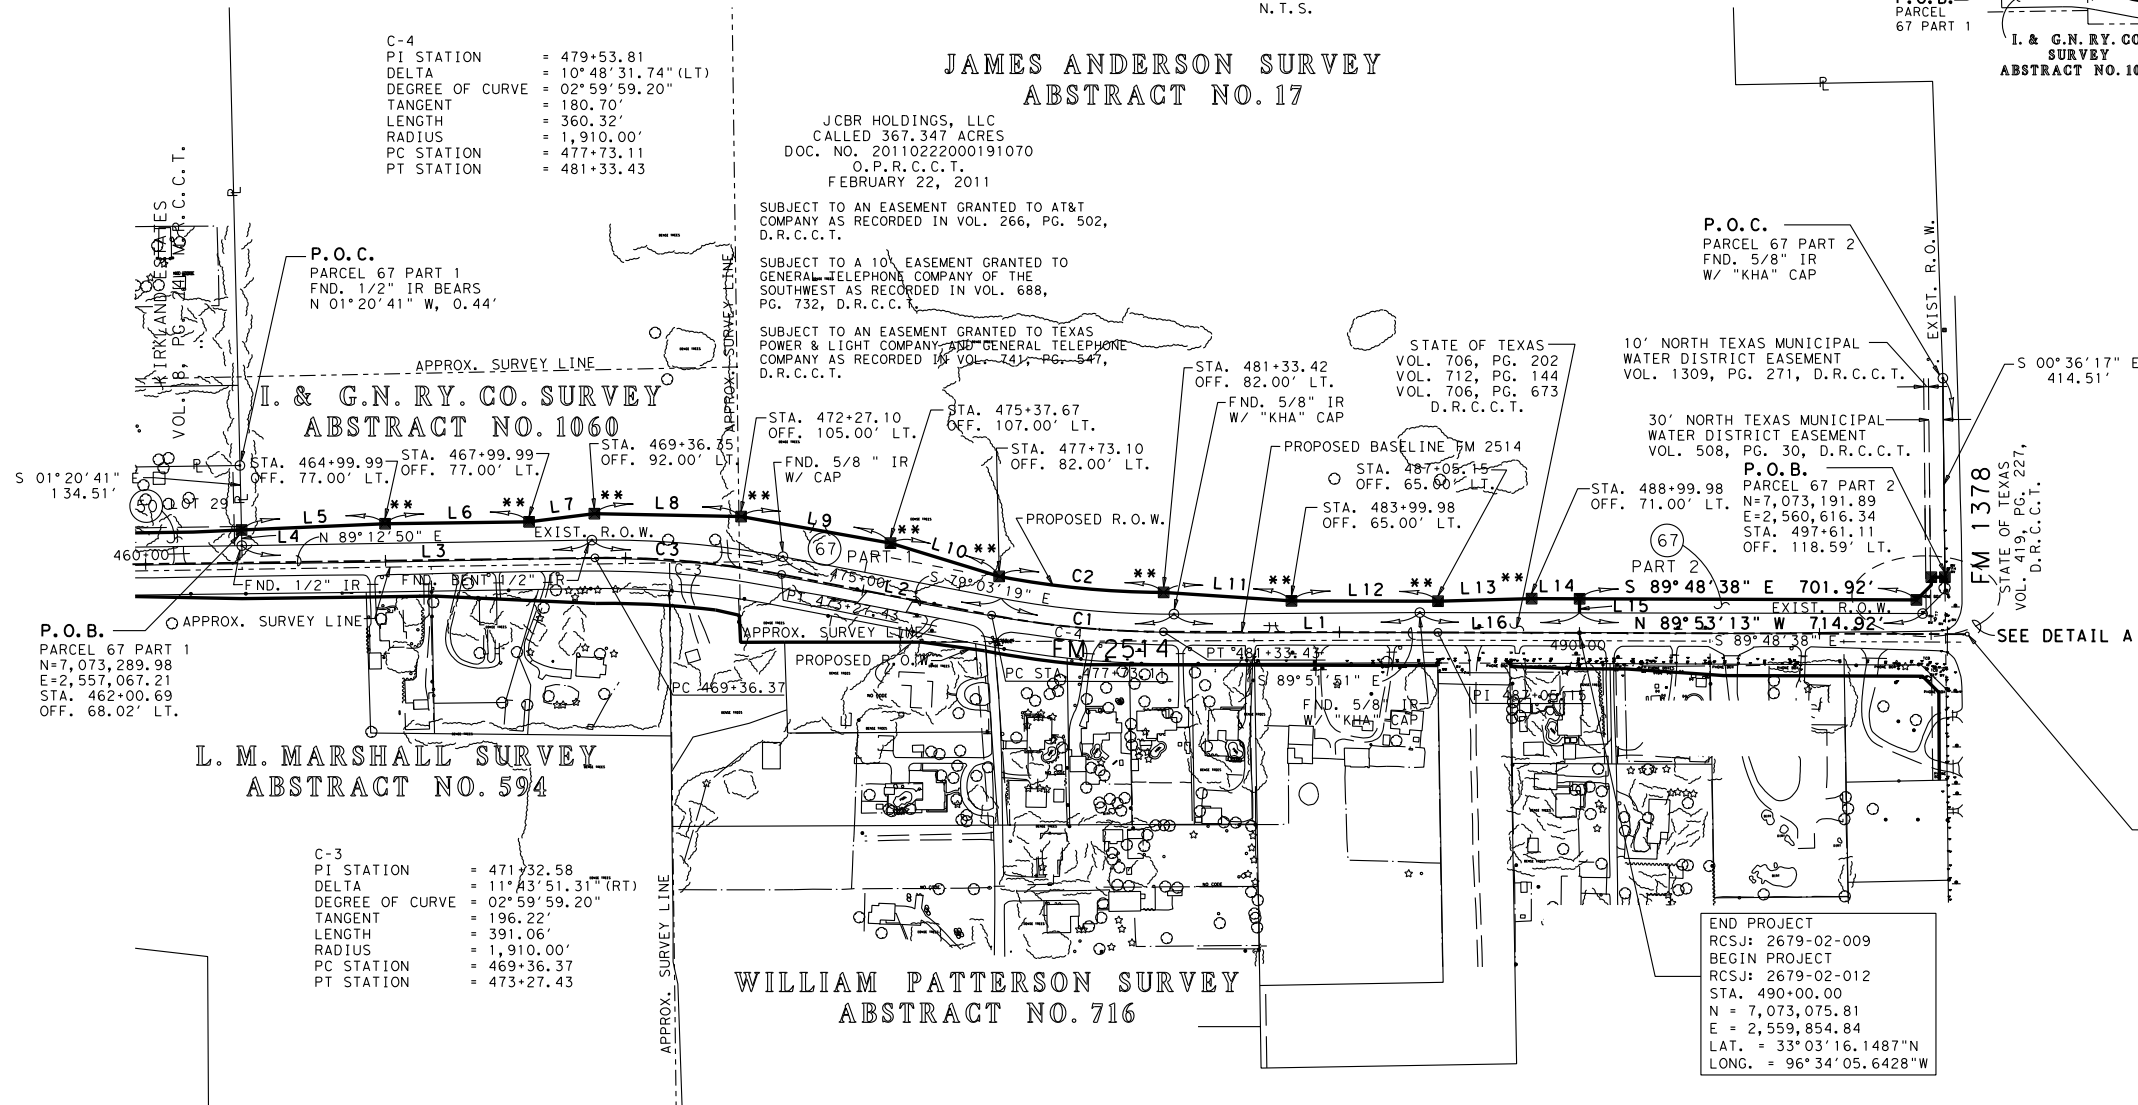 N.T.S.
P.O.B.
PARCEL
67 PART 1
I. & G.N. RY. CO
SURVEY
ABSTRACT NO. 10
C-4
PI STATION = 479+53.81
DELTA = 10°48'31.74"(LT)
DEGREE OF CURVE = 02°59'59.20"
TANGENT = 180.70'
LENGTH = 360.32'
RADIUS = 1,910.00'
PC STATION = 477+73.11
PT STATION = 481+33.43
JAMES ANDERSON SURVEY
ABSTRACT NO. 17
JCBR HOLDINGS, LLC
CALLED 367.347 ACRES
DOC. NO. 20110222000191070
O.P.R.C.C.T.
FEBRUARY 22, 2011
SUBJECT TO AN EASEMENT GRANTED TO AT&T
COMPANY AS RECORDED IN VOL. 266, PG. 502,
D.R.C.C.T.
SUBJECT TO A 10' EASEMENT GRANTED TO
GENERAL TELEPHONE COMPANY OF THE
SOUTHWEST AS RECORDED IN VOL. 688,
PG. 732, D.R.C.C.T.
SUBJECT TO AN EASEMENT GRANTED TO TEXAS
POWER & LIGHT COMPANY AND GENERAL TELEPHONE
COMPANY AS RECORDED IN VOL. 741, PG. 547,
D.R.C.C.T.
KIRKLAND ESTATES
VOL. 8, PG. 24, M.R.C.C.T.
P.O.C.
PARCEL 67 PART 1
FND. 1/2" IR BEARS
N 01°20'41" W, 0.44'
P.O.C.
PARCEL 67 PART 2
FND. 5/8" IR
W/ "KHA" CAP
EXIST. R.O.W.
APPROX. SURVEY LINE
APPROX. SURVEY LINE
I. & G.N. RY. CO. SURVEY
ABSTRACT NO. 1060
STA. 481+33.42
OFF. 82.00' LT.
FND. 5/8" IR
W/ "KHA" CAP
STATE OF TEXAS
VOL. 706, PG. 202
VOL. 712, PG. 144
VOL. 706, PG. 673
D.R.C.C.T.
10' NORTH TEXAS MUNICIPAL
WATER DISTRICT EASEMENT
VOL. 1309, PG. 271, D.R.C.C.T.
S 00°36'17" E
414.51'
30' NORTH TEXAS MUNICIPAL
WATER DISTRICT EASEMENT
VOL. 508, PG. 30, D.R.C.C.T.
P.O.B.
PARCEL 67 PART 2
N=7,073,191.89
E=2,560,616.34
STA. 497+61.11
OFF. 118.59' LT.
FM 1378
STATE OF TEXAS
VOL. 419, PG. 227,
D.R.C.C.T.
S 01°20'41" E
134.51'
50
LOT 29
STA. 464+99.99
OFF. 77.00' LT.
STA. 467+99.99
OFF. 77.00' LT.
STA. 469+36.35
OFF. 92.00' LT.
STA. 472+27.10
OFF. 105.00' LT.
FND. 5/8 " IR
W/ CAP
STA. 475+37.67
OFF. 107.00' LT.
STA. 477+73.10
OFF. 82.00' LT.
PROPOSED BASELINE FM 2514
STA. 487+05.15
OFF. 65.00' LT.
STA. 483+99.98
OFF. 65.00' LT.
STA. 488+99.98
OFF. 71.00' LT.
67
PART 2
L5
L6
**
**
L7
**
L8
**
L9
**
L10 **
PROPOSED R.O.W.
C2
**
L11
**
L12
**
L13 **
L14
S 89°48'38" E 701.92'
L4
N 89°12'50" E
EXIST. R.O.W.
460+00
L3
C3
C-3
67
PART 1
475+00
L2
S 79°03'19" E
C1
C-4
L1
L16
L15
EXIST. R.O.W.
N 89°53'13" W 714.92'
S 89°48'38" E
490+00
SEE DETAIL A
FND. 1/2" IR
FND. BENT 1/2" IR
PT 473+27.43
APPROX. SURVEY LINE
APPROX. SURVEY LINE
FM 2514
PT 481+33.43
PROPOSED R.O.W.
PC 469+36.37
PC STA. 477+73.11
S 89°51'51" E
FND. 5/8" IR
W/ "KHA" CAP
PI 487+05.15
P.O.B.
PARCEL 67 PART 1
N=7,073,289.98
E=2,557,067.21
STA. 462+00.69
OFF. 68.02' LT.
L. M. MARSHALL SURVEY
ABSTRACT NO. 594
C-3
PI STATION = 471+32.58
DELTA = 11°43'51.31"(RT)
DEGREE OF CURVE = 02°59'59.20"
TANGENT = 196.22'
LENGTH = 391.06'
RADIUS = 1,910.00'
PC STATION = 469+36.37
PT STATION = 473+27.43
APPROX. SURVEY LINE
WILLIAM PATTERSON SURVEY
ABSTRACT NO. 716
END PROJECT
RCSJ: 2679-02-009
BEGIN PROJECT
RCSJ: 2679-02-012
STA. 490+00.00
N = 7,073,075.81
E = 2,559,854.84
LAT. = 33°03'16.1487"N
LONG. = 96°34'05.6428"W